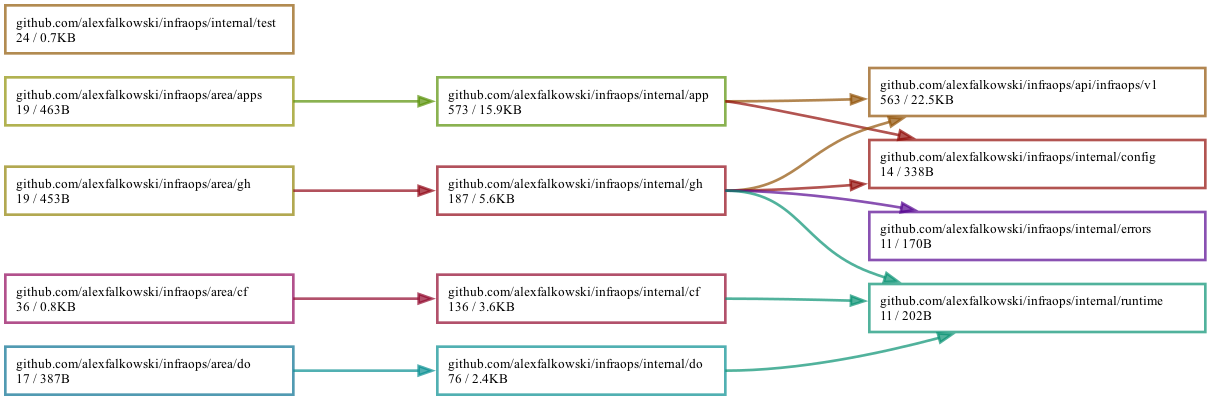 github.com/alexfalkowski/infraops/internal/test
24 / 0.7KB
github.com/alexfalkowski/infraops/area/apps
19 / 463B
github.com/alexfalkowski/infraops/area/gh
19 / 453B
github.com/alexfalkowski/infraops/area/cf
36 / 0.8KB
github.com/alexfalkowski/infraops/area/do
17 / 387B
github.com/alexfalkowski/infraops/internal/app
573 / 15.9KB
github.com/alexfalkowski/infraops/internal/gh
187 / 5.6KB
github.com/alexfalkowski/infraops/internal/cf
136 / 3.6KB
github.com/alexfalkowski/infraops/internal/do
76 / 2.4KB
github.com/alexfalkowski/infraops/api/infraops/v1
563 / 22.5KB
github.com/alexfalkowski/infraops/internal/config
14 / 338B
github.com/alexfalkowski/infraops/internal/errors
11 / 170B
github.com/alexfalkowski/infraops/internal/runtime
11 / 202B